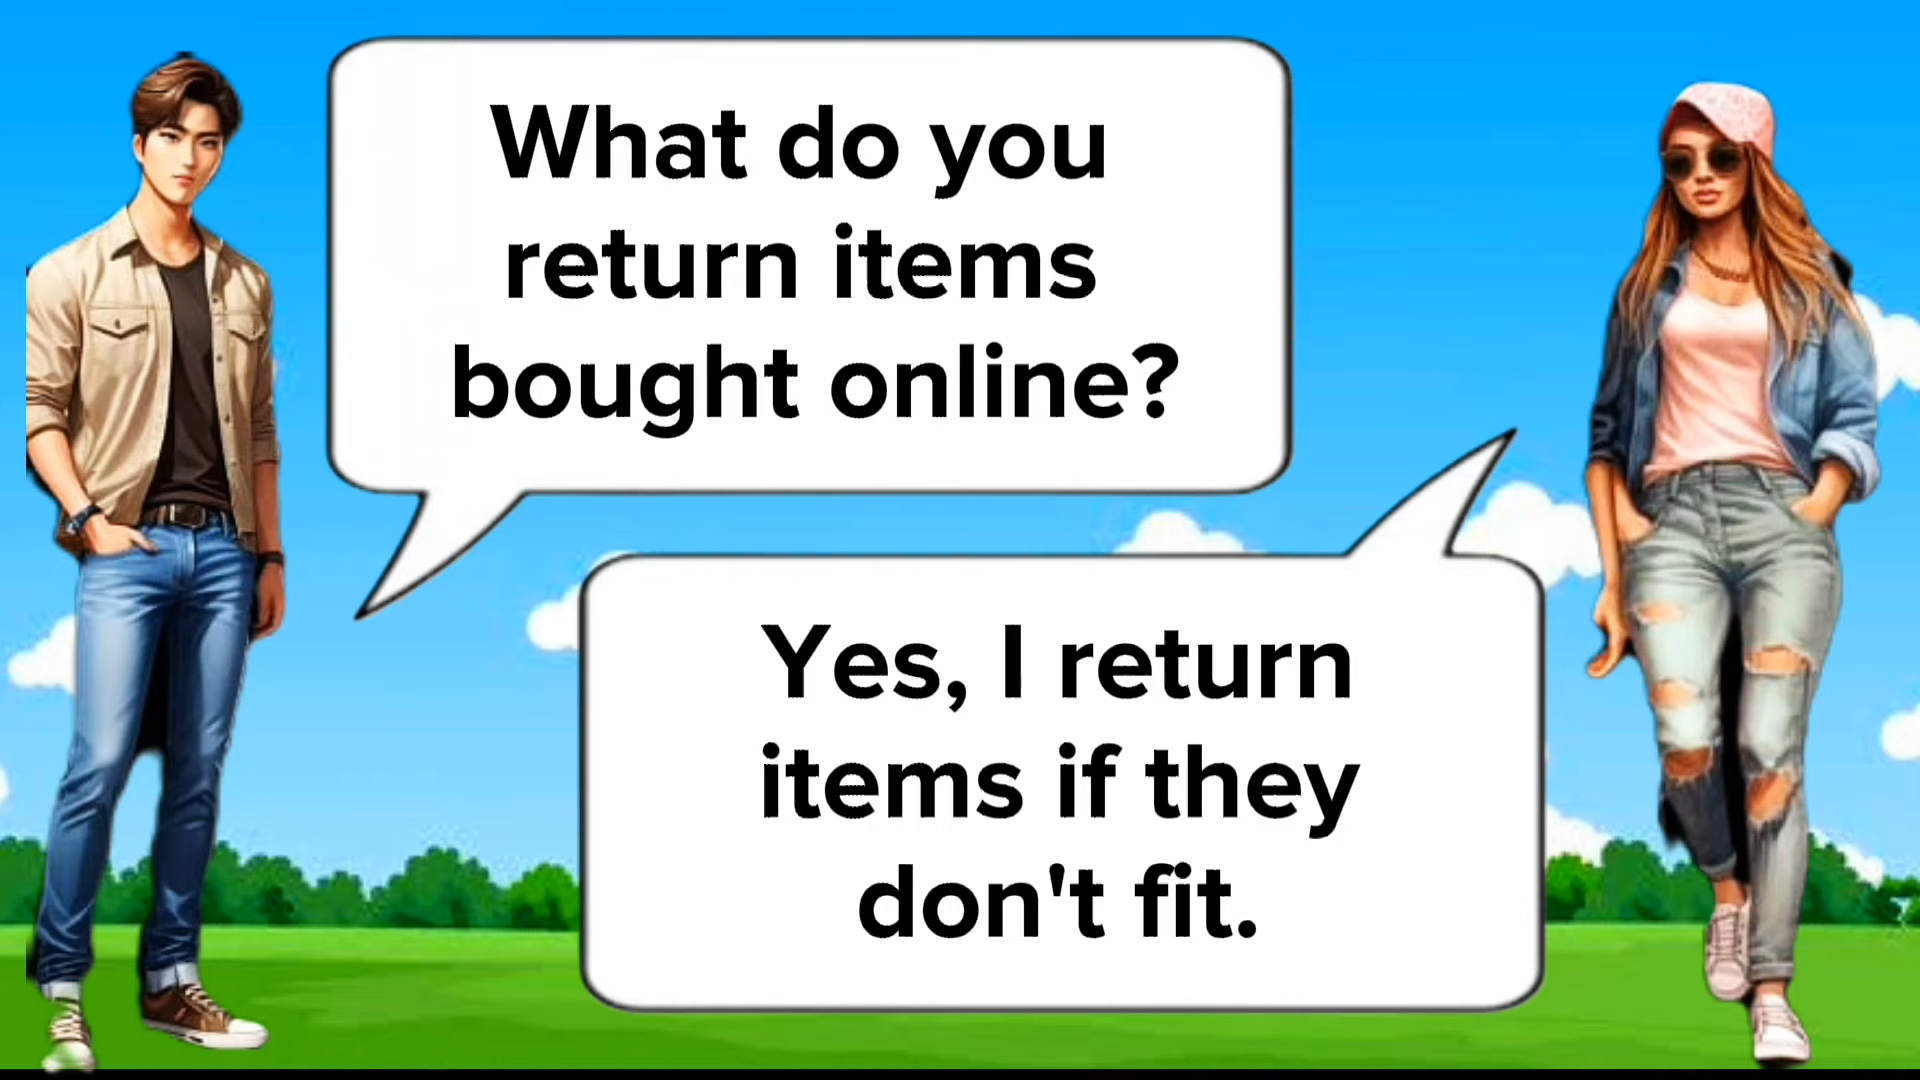 What do you
return items
bought online?
Yes, I return
items if they
don't fit.